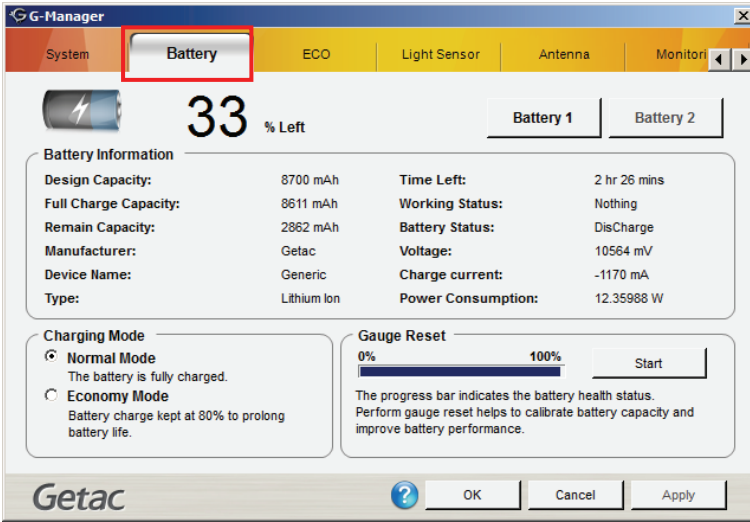 G-Manager
System Battery ECO Light Sensor Antenna Monitori
33 % Left
Battery 1 Battery 2
Battery Information
Design Capacity: 8700 mAh Time Left: 2 hr 26 mins
Full Charge Capacity: 8611 mAh Working Status: Nothing
Remain Capacity: 2862 mAh Battery Status: DisCharge
Manufacturer: Getac Voltage: 10564 mV
Device Name: Generic Charge current: -1170 mA
Type: Lithium Ion Power Consumption: 12.35988 W
Charging Mode
Normal Mode
The battery is fully charged.
Economy Mode
Battery charge kept at 80% to prolong
battery life.
Gauge Reset
0% 100%
Start
The progress bar indicates the battery health status.
Perform gauge reset helps to calibrate battery capacity and
improve battery performance.
Getac
? OK Cancel Apply